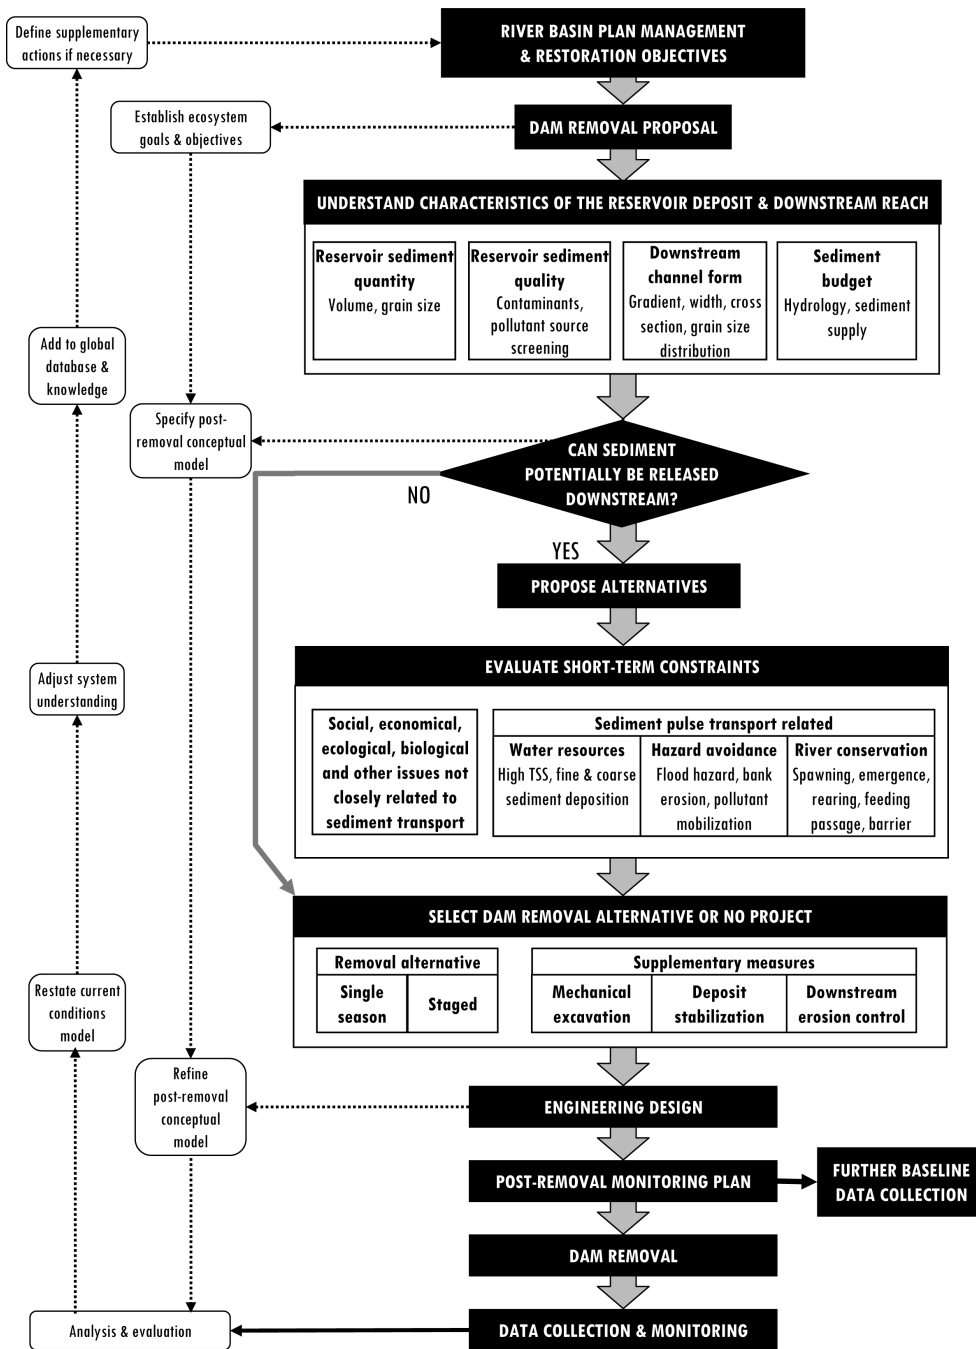 Define supplementary
actions if necessary
RIVER BASIN PLAN MANAGEMENT
& RESTORATION OBJECTIVES
Establish ecosystem
goals & objectives
DAM REMOVAL PROPOSAL
UNDERSTAND CHARACTERISTICS OF THE RESERVOIR DEPOSIT & DOWNSTREAM REACH
Reservoir sediment
quantity
Volume, grain size
Reservoir sediment
quality
Contaminants,
pollutant source
screening
Downstream
channel form
Gradient, width, cross
section, grain size
distribution
Sediment
budget
Hydrology, sediment
supply
Add to global
database &
knowledge
Specify post-
removal conceptual
model
CAN SEDIMENT
POTENTIALLY BE RELEASED
DOWNSTREAM?
NO
YES
PROPOSE ALTERNATIVES
EVALUATE SHORT-TERM CONSTRAINTS
Adjust system
understanding
Social, economical,
ecological, biological
and other issues not
closely related to
sediment transport
Sediment pulse transport related
Water resources
High TSS, fine & coarse
sediment deposition
Hazard avoidance
Flood hazard, bank
erosion, pollutant
mobilization
River conservation
Spawning, emergence,
rearing, feeding
passage, barrier
SELECT DAM REMOVAL ALTERNATIVE OR NO PROJECT
Removal alternative
Single
season
Staged
Supplementary measures
Mechanical
excavation
Deposit
stabilization
Downstream
erosion control
Restate current
conditions
model
Refine
post-removal
conceptual
model
ENGINEERING DESIGN
POST-REMOVAL MONITORING PLAN
FURTHER BASELINE
DATA COLLECTION
DAM REMOVAL
Analysis & evaluation
DATA COLLECTION & MONITORING